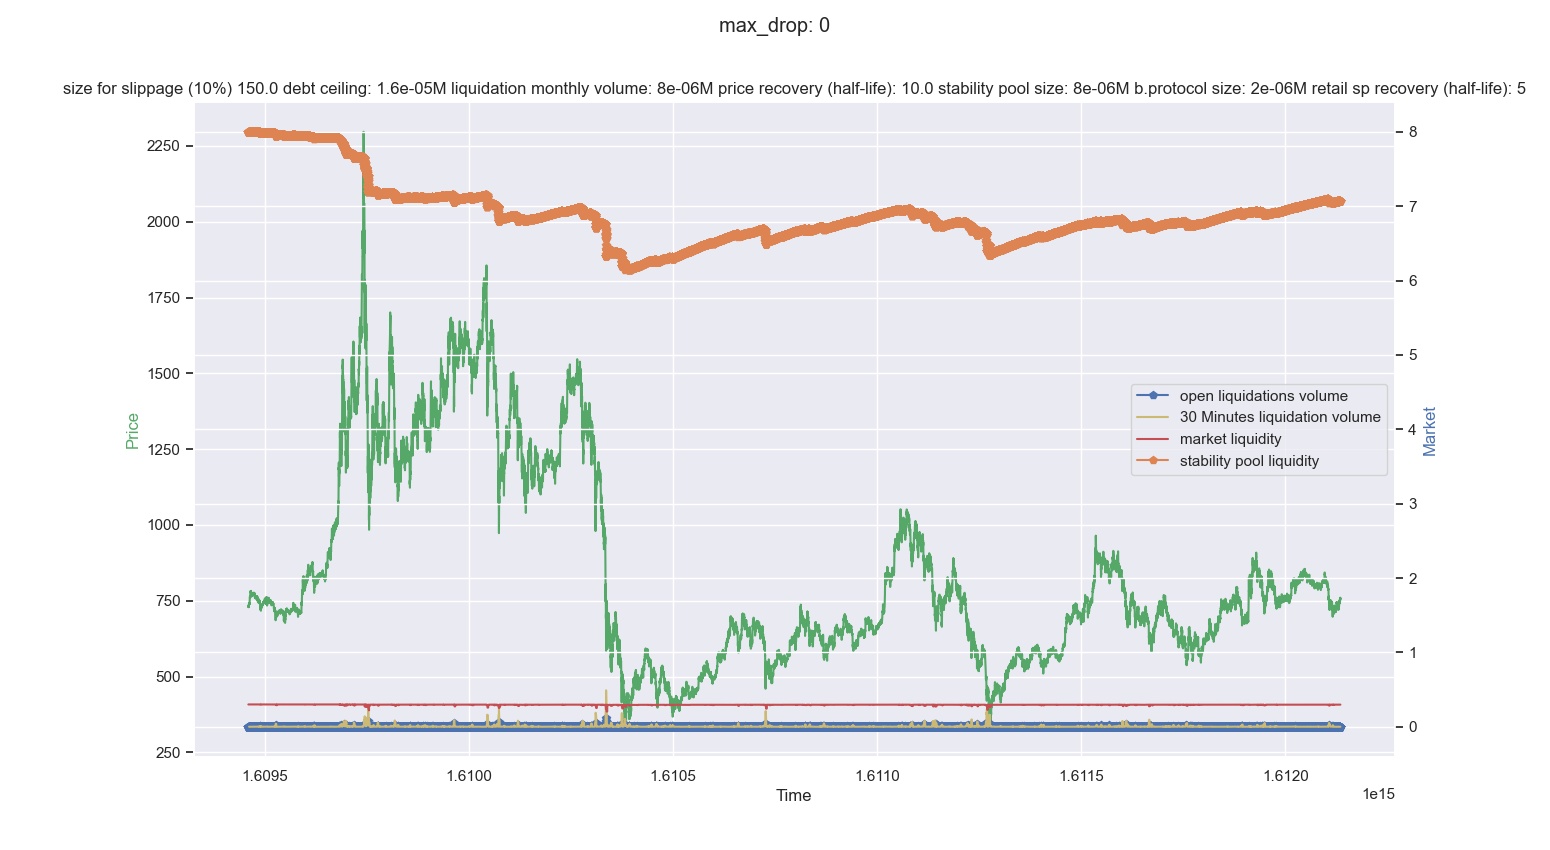 max_drop: 0
size for slippage (10%) 150.0 debt ceiling: 1.6e-05M liquidation monthly volume: 8e-06M price recovery (half-life): 10.0 stability pool size: 8e-06M b.protocol size: 2e-06M retail sp recovery (half-life): 5
2250
2000
1750
1500
1250
1000
750
500
250
Price
8
7
6
5
4
3
2
1
0
Market
open liquidations volume
30 Minutes liquidation volume
market liquidity
stability pool liquidity
1.6095
1.6100
1.6105
1.6110
1.6115
1.6120
Time
1e15